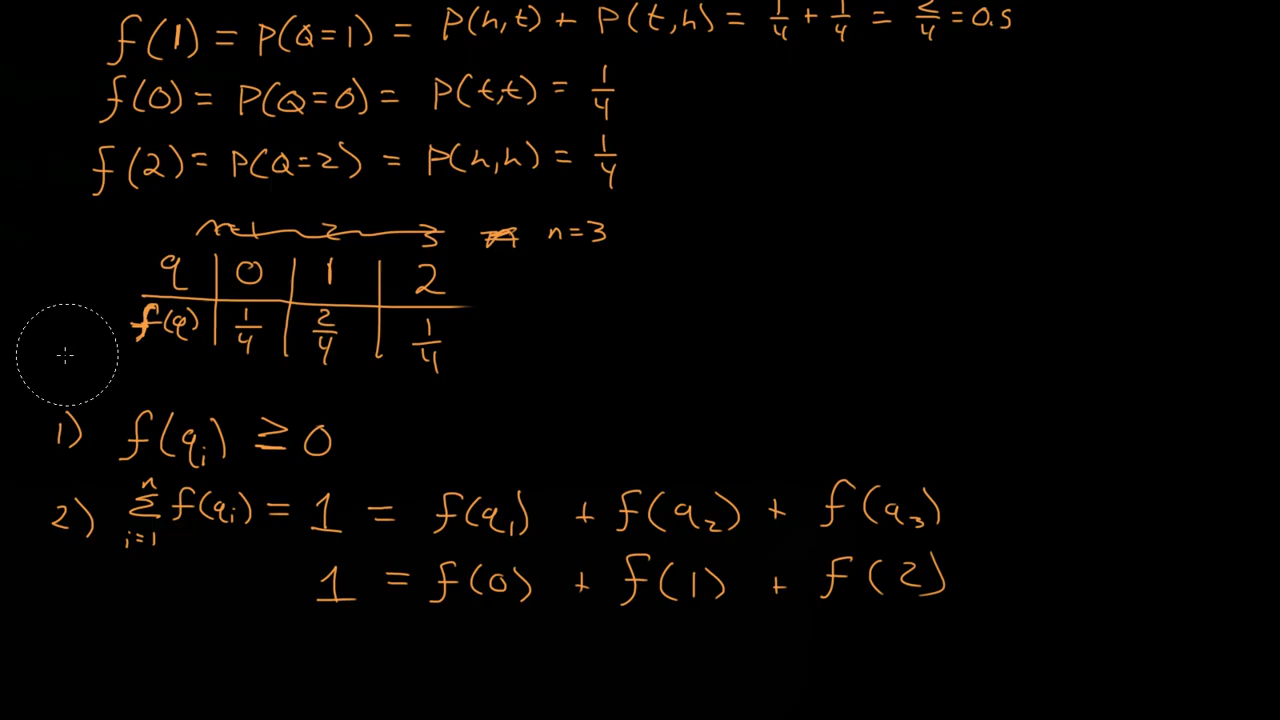 f(1) = P(Q=1) = P(h,t) + P(t,h) = 1/4 + 1/4 = 2/4 = 0.5
f(0) = P(Q=0) = P(t,t) = 1/4
f(2) = P(Q=2) = P(h,h) = 1/4
n=3
q | 0 | 1 | 2
f(q) | 1/4 | 2/4 | 1/4
1) f(qᵢ) ≥ 0
2) ∑ⁿᵢ₌₁ f(qᵢ) = 1 = f(q₁) + f(q₂) + f(q₃)
1 = f(0) + f(1) + f(2)